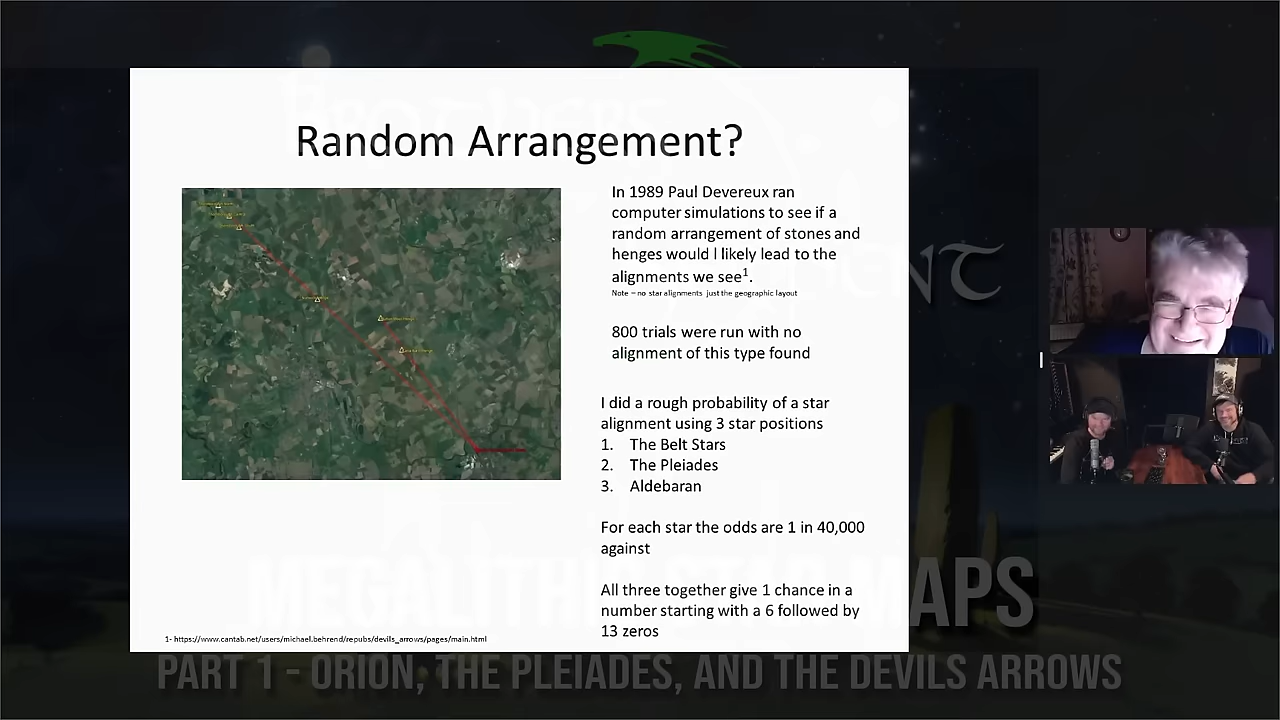 Random Arrangement?
In 1989 Paul Devereux ran
computer simulations to see if a
random arrangement of stones and
henges would l likely lead to the
alignments we see1.
Note – no star alignments just the geographic layout
800 trials were run with no
alignment of this type found
I did a rough probability of a star
alignment using 3 star positions
1. The Belt Stars
2. The Pleiades
3. Aldebaran
For each star the odds are 1 in 40,000
against
All three together give 1 chance in a
number starting with a 6 followed by
13 zeros
1- https://www.cantab.net/users/michael.behrend/repubs/devils_arrows/pages/main.html
MEGALITHIC STAR MAPS
PART 1 - ORION, THE PLEIADES, AND THE DEVILS ARROWS